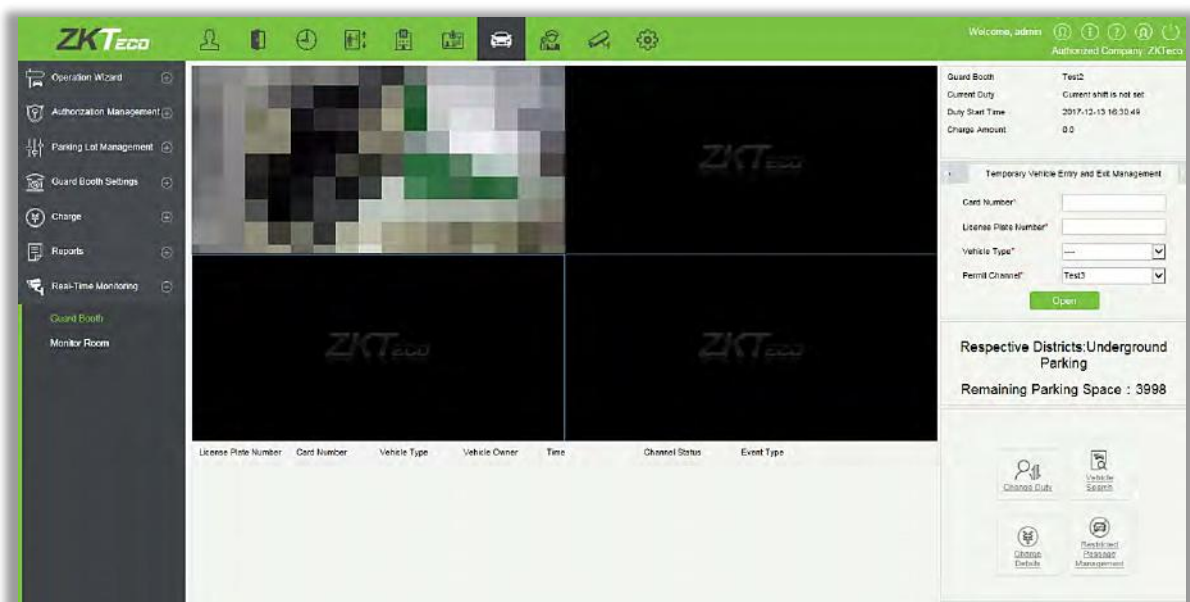 ZKTECO
Welcome, admin
Authorized Company: ZKTeco
Operation Wizard
Authorization Management
Parking Lot Management
Guard Booth Settings
Charge
Reports
Real-Time Monitoring
Guard Booth
Monitor Room
ZKTECO
ZKTECO
ZKTECO
License Plate Number Card Number Vehicle Type Vehicle Owner Time Channel Status Event Type
Guard Booth Test2
Current Duty Current shift is not set
Duty Start Time 2017-12-13 16:30:49
Charge Amount 0.0
Temporary Vehicle Entry and Exit Management
Card Number*
License Plate Number*
Vehicle Type* ----
Permit Channel* Test3
Open
Respective Districts:Underground
Parking
Remaining Parking Space : 3998
Change Duty
Vehicle
Search
Charge
Details
Restricted
Passage
Management